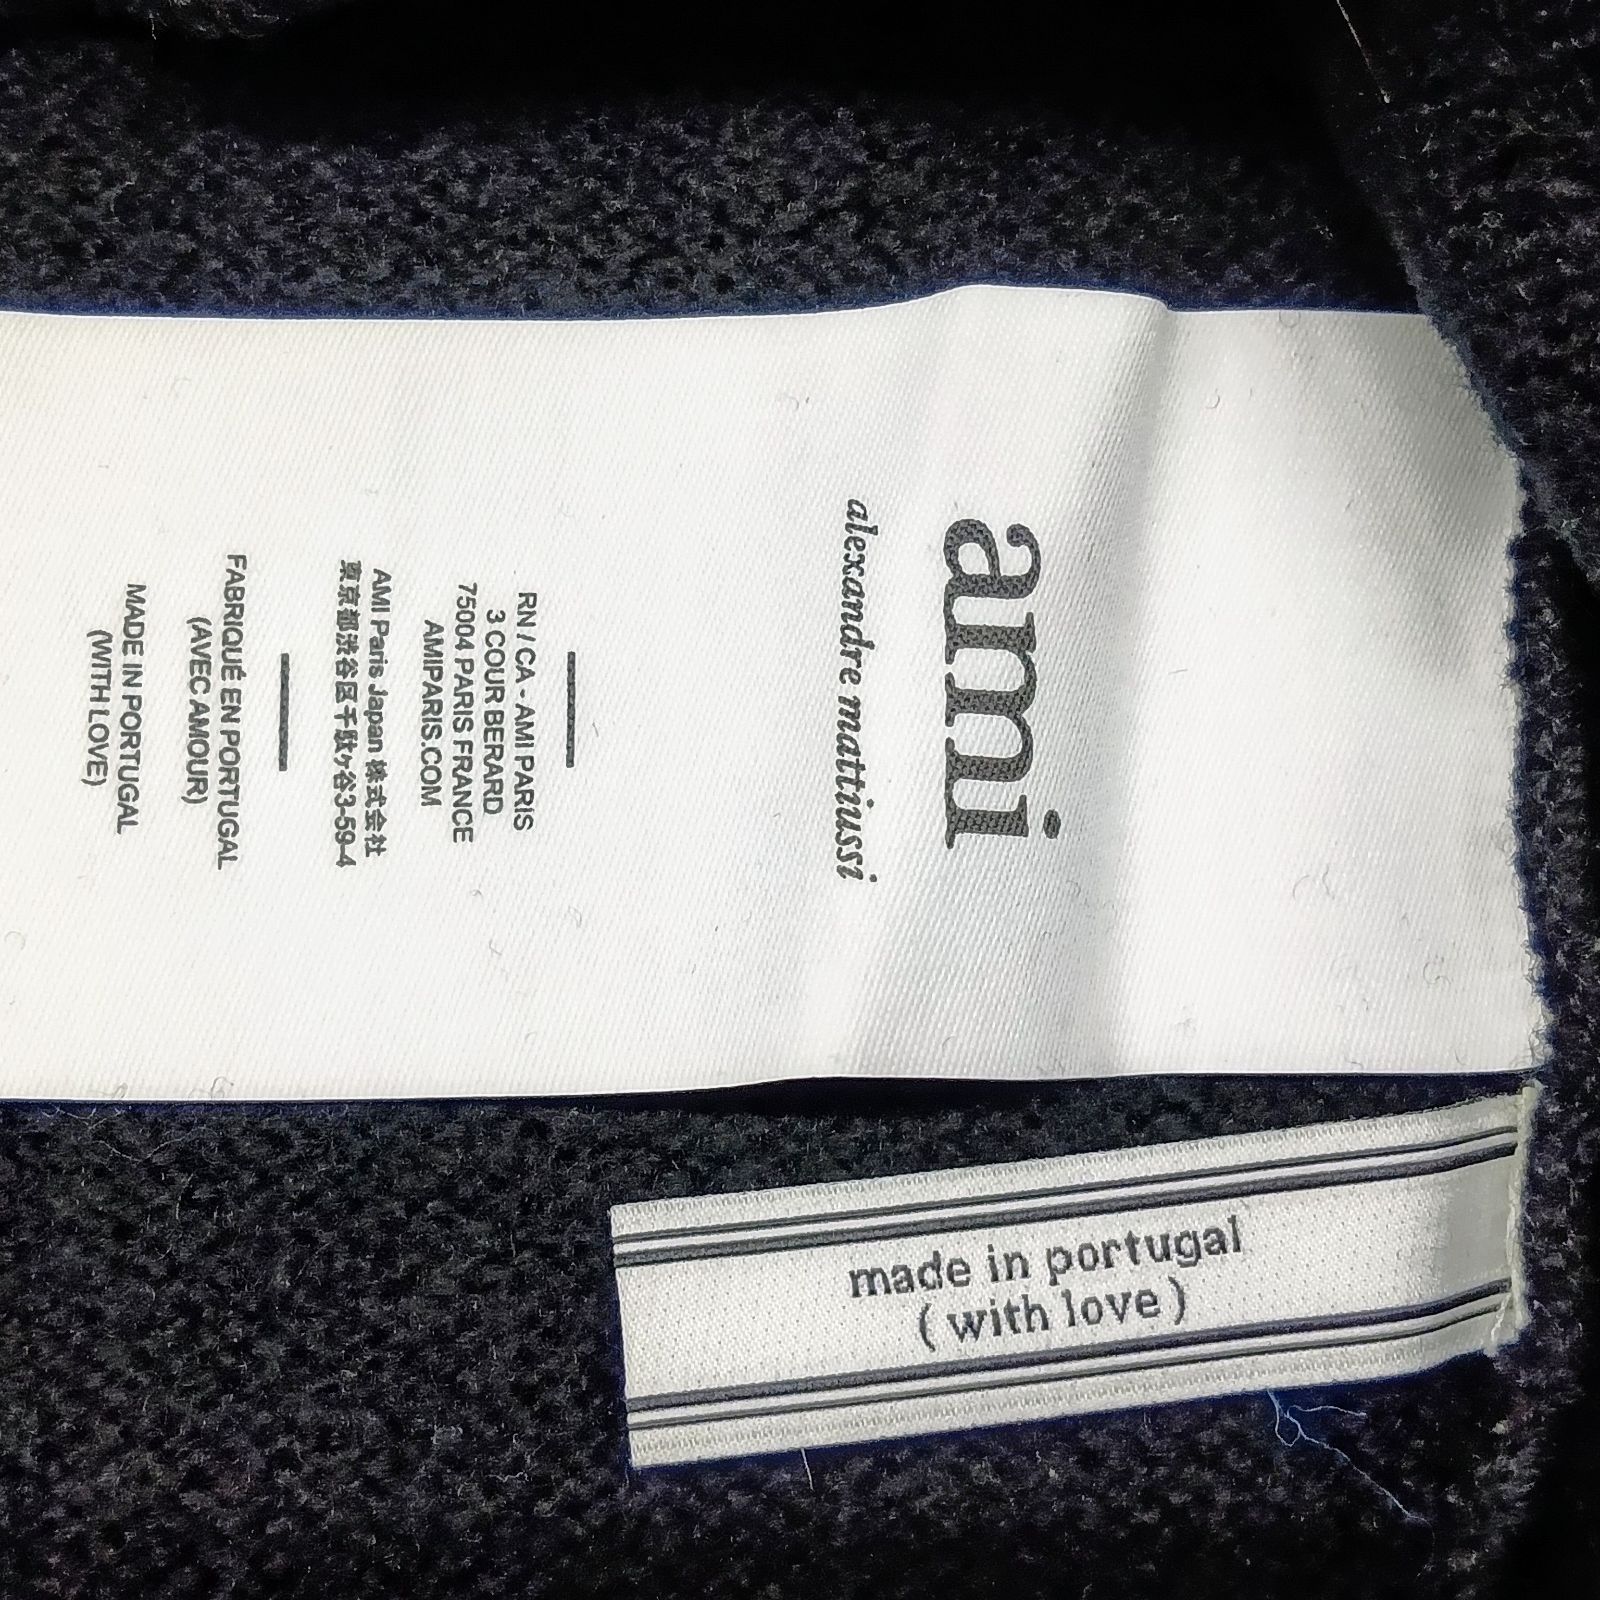 ami
alexandre mattiussi
RN / CA - AMI PARIS
3 COUR BERARD
75004 PARIS FRANCE
AMIPARIS.COM
AMI Paris Japan 株式会社
東京都渋谷区千駄ヶ谷3-59-4
FABRIQUÉ EN PORTUGAL
(AVEC AMOUR)
MADE IN PORTUGAL
(WITH LOVE)
made in portugal
( with love )